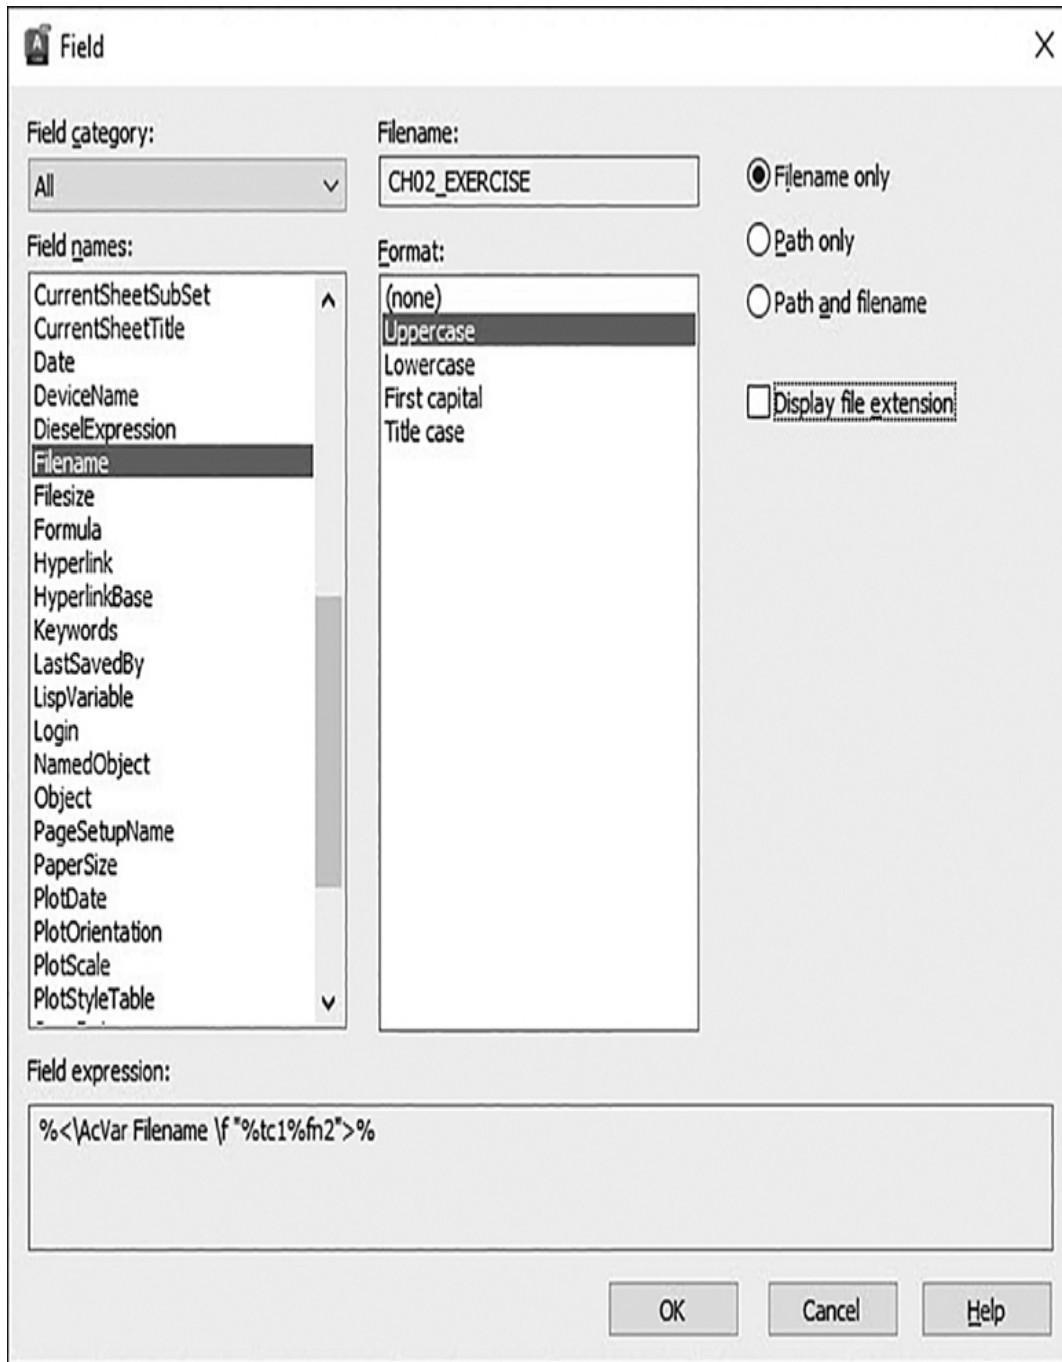 Field
Field category:
All
Field names:
CurrentSheetSubSet
CurrentSheetTitle
Date
DeviceName
DieselExpression
Filename
Filesize
Formula
Hyperlink
HyperlinkBase
Keywords
LastSavedBy
LispVariable
Login
NamedObject
Object
PageSetupName
PaperSize
PlotDate
PlotOrientation
PlotScale
PlotStyleTable
Filename:
CH02_EXERCISE
Format:
(none)
Uppercase
Lowercase
First capital
Title case
Filename only
Path only
Path and filename
Display file extension
Field expression:
%<\AcVar Filename \f "%tc1%fn2">%
OK Cancel Help